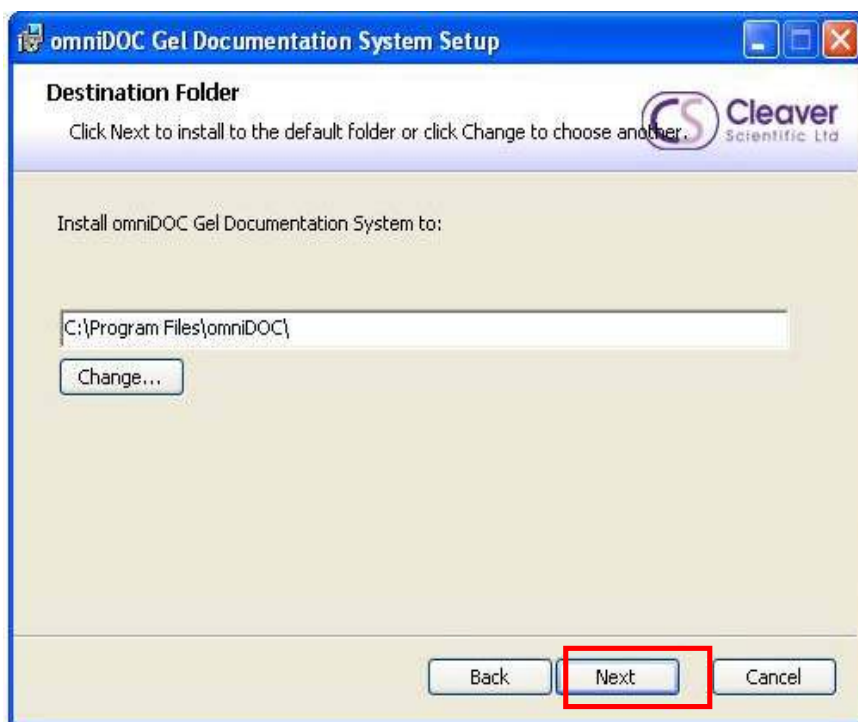 omniDOC Gel Documentation System Setup
Destination Folder
Click Next to install to the default folder or click Change to choose another.
CS Cleaver
Scientific Ltd
Install omniDOC Gel Documentation System to:
C:\Program Files\omniDOC\
Change...
Back Next Cancel